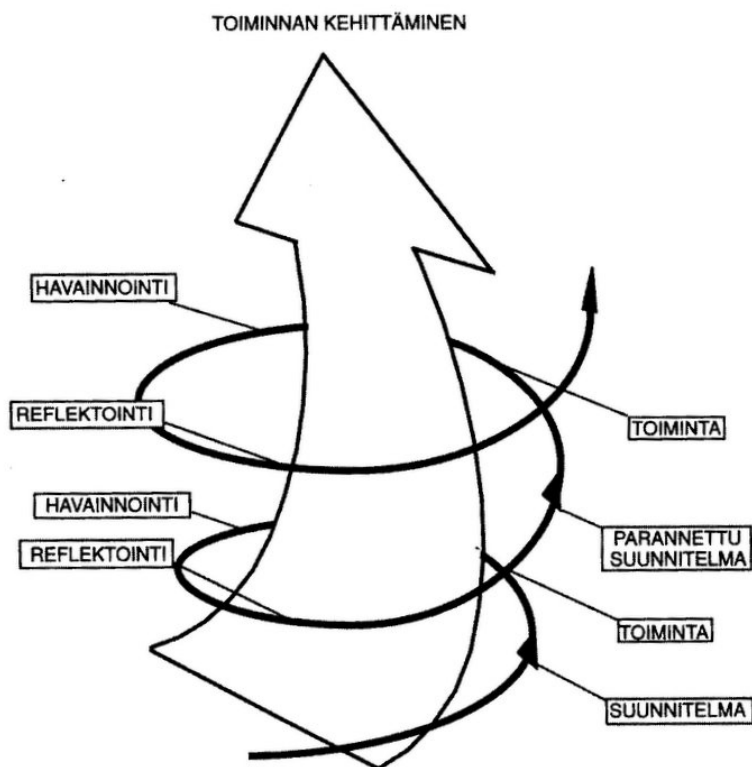 TOIMINNAN KEHITTÄMINEN
HAVAINNOINTI
REFLEKTOINTI
TOIMINTA
HAVAINNOINTI
PARANNETTU
SUUNNITELMA
REFLEKTOINTI
TOIMINTA
SUUNNITELMA